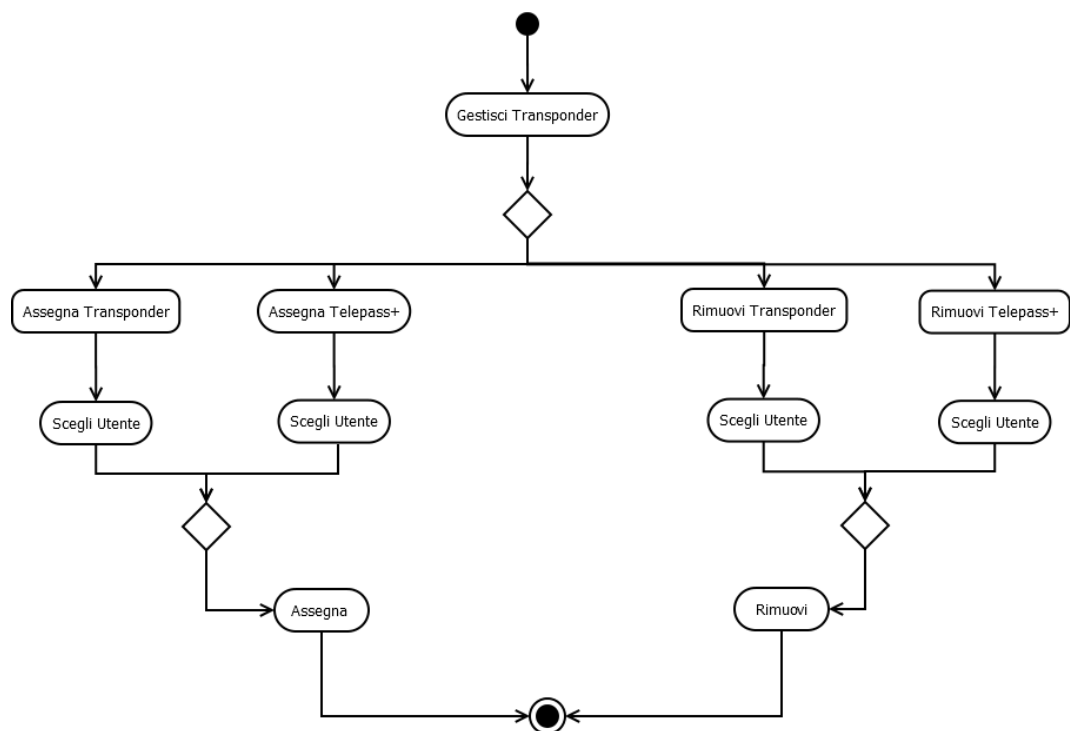 Gestisci Transponder
Assegna Transponder
Assegna Telepass+
Rimuovi Transponder
Rimuovi Telepass+
Scegli Utente
Scegli Utente
Scegli Utente
Scegli Utente
Assegna
Rimuovi